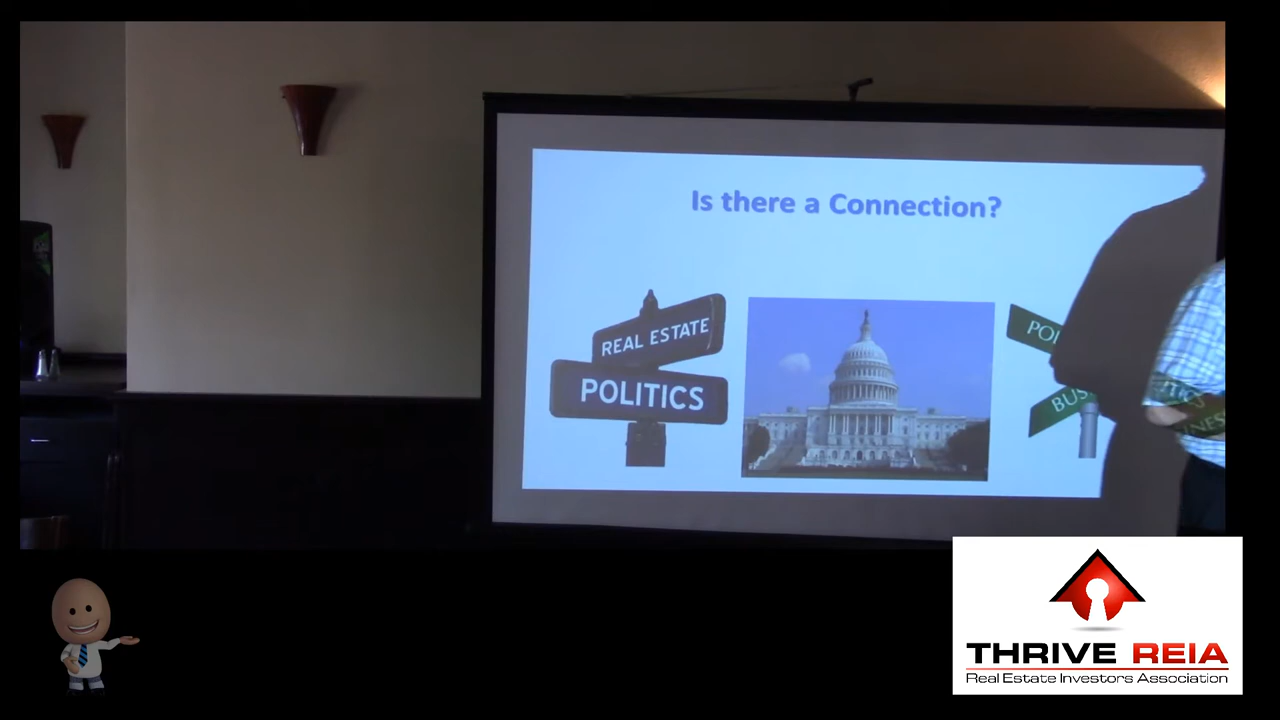 Is there a Connection?
REAL ESTATE
POLITICS
THRIVE REIA
Real Estate Investors Association